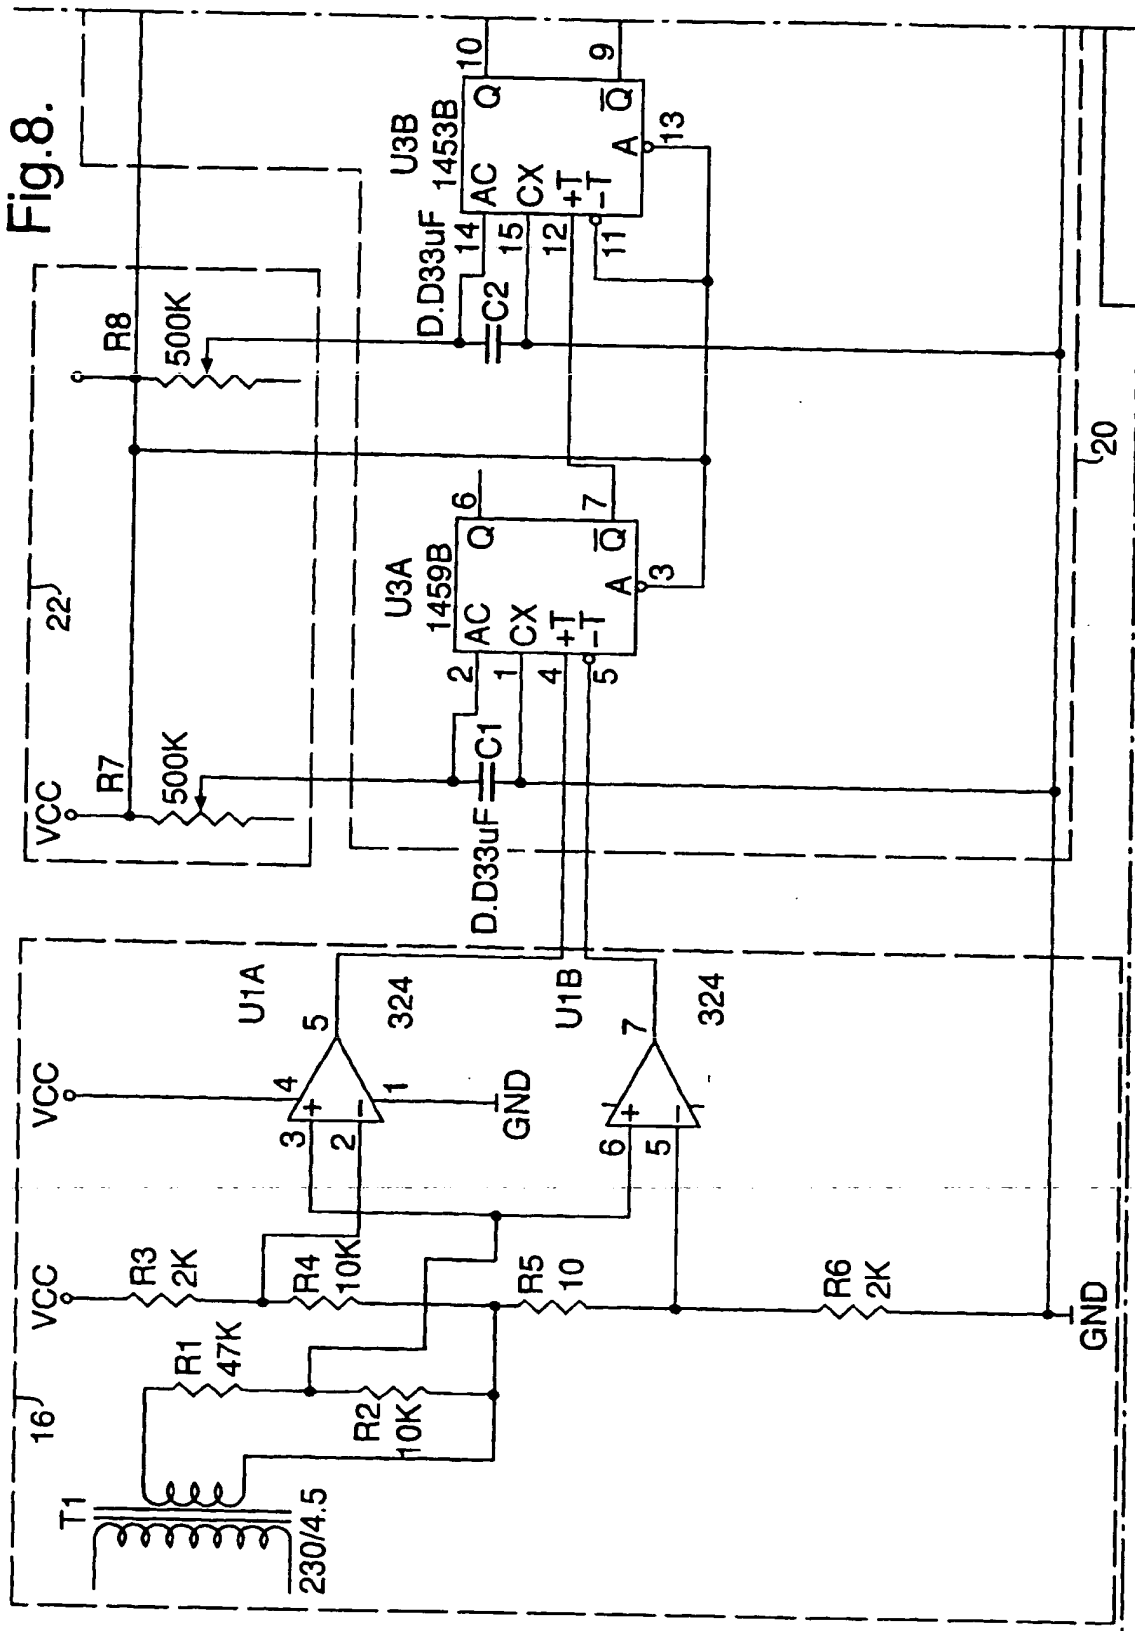 Fig.8.
T1
230/4.5
16
R1
47K
R2
10K
VCC
R3
2K
R4
10K
R5
10
R6
2K
GND
VCC
U1A
324
3
2
4
1
5
+
−
GND
U1B
324
6
5
7
+
−
22
VCC
R7
500K
R8
500K
D.D33uF
C1
U3A
1459B
2
1
4
5
AC
CX
+T
−T
Q
Q̅
A
6
7
3
D.D33uF
C2
U3B
1453B
14
15
12
11
AC
CX
+T
−T̅
Q
Q̅
A
10
9
13
20